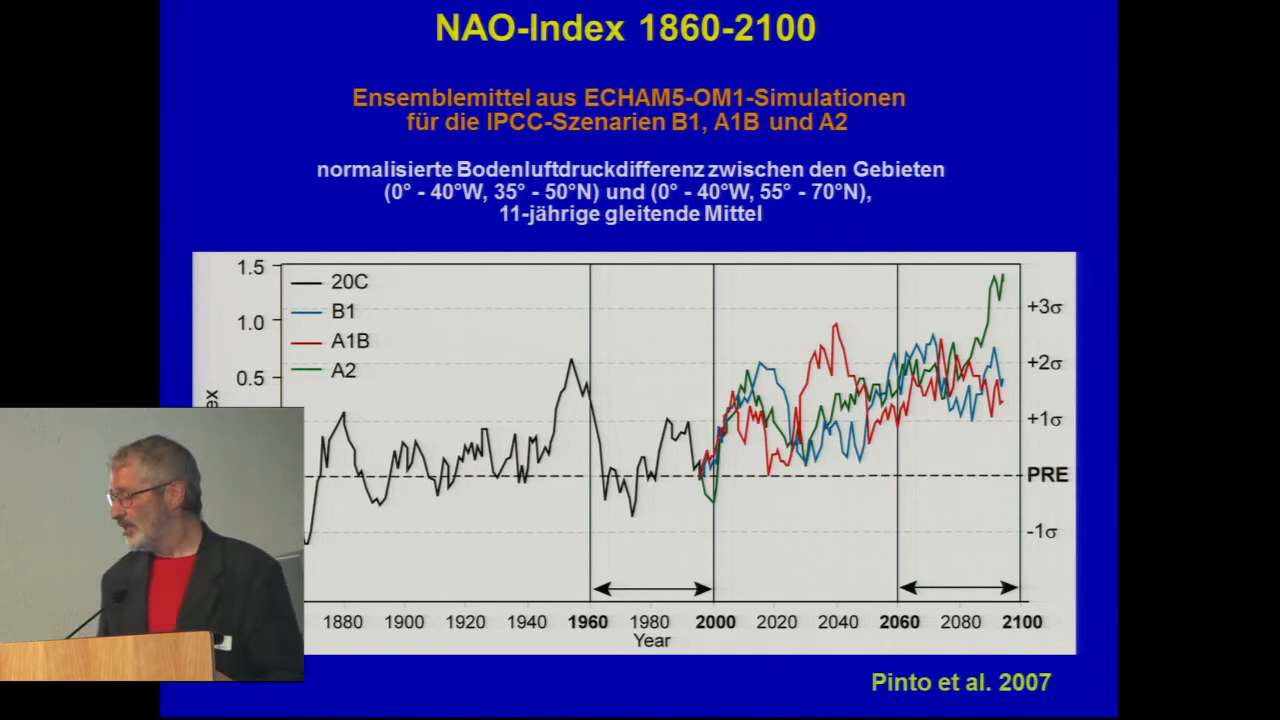 NAO-Index 1860-2100
Ensemblemittel aus ECHAM5-OM1-Simulationen
für die IPCC-Szenarien B1, A1B und A2
normalisierte Bodenluftdruckdifferenz zwischen den Gebieten
(0° - 40°W, 35° - 50°N) und (0° - 40°W, 55° - 70°N),
11-jährige gleitende Mittel
1.5
20C
+3σ
1.0
B1
A1B
+2σ
0.5
A2
+1σ
PRE
-1σ
1880 1900 1920 1940 1960 1980 2000 2020 2040 2060 2080 2100
Year
Pinto et al. 2007